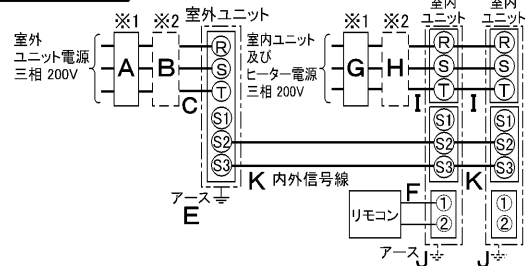 ※1 ※2 室外ユニット
室外
ユニット電源
三相 200V
A B C
R
S
T
S1
S2
S3
アース
E
※1 ※2
室内ユニット
及び
ヒーター電源
三相 200V
G H I I
室内
ユニット
R
S
T
S1
S2
S3
①
②
室内
ユニット
R
S
T
S1
S2
S3
①
②
K 内外信号線 K
F
リモコン
アース J J